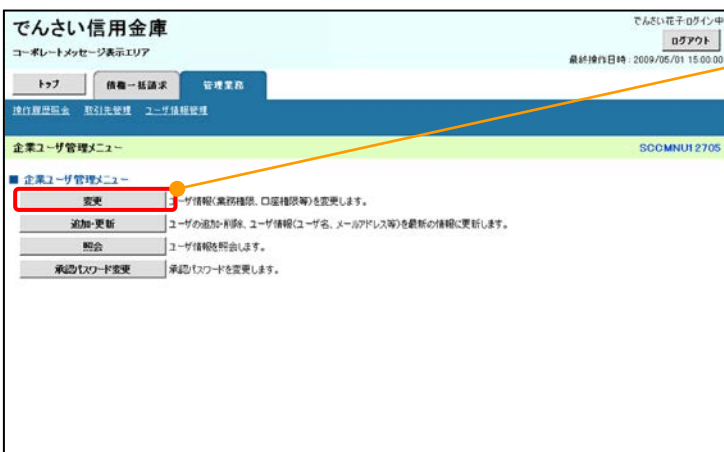 でんさい信用金庫
でんさい花子:ログイン中
コーポレートメッセージ表示エリア
ログアウト
最終操作日時：2009/05/01 15:00:00
トップ
債権一括請求
管理業務
操作履歴照会 取引先管理 ユーザ情報管理
企業ユーザ管理メニュー
SCCMNU12705
■ 企業ユーザ管理メニュー
変更
ユーザ情報(業務権限、口座権限等)を変更します。
追加・更新
ユーザの追加・削除、ユーザ情報(ユーザ名、メールアドレス等)を最新の情報に更新します。
照会
ユーザ情報を照会します。
承認パスワード変更
承認パスワードを変更します。